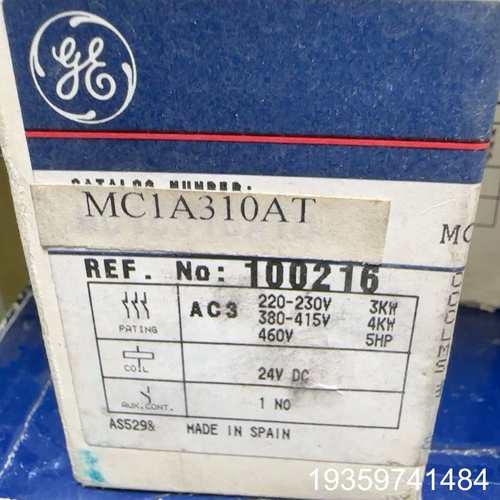 GE
CATALOG NUMBER:
MC1A310AT
MC
REF. No: 100216
RATING
AC3
220-230V 3KW
380-415V 4KW
460V 5HP
COIL
24V DC
AUX.CONT.
1 NO
AS5298 MADE IN SPAIN
19359741484